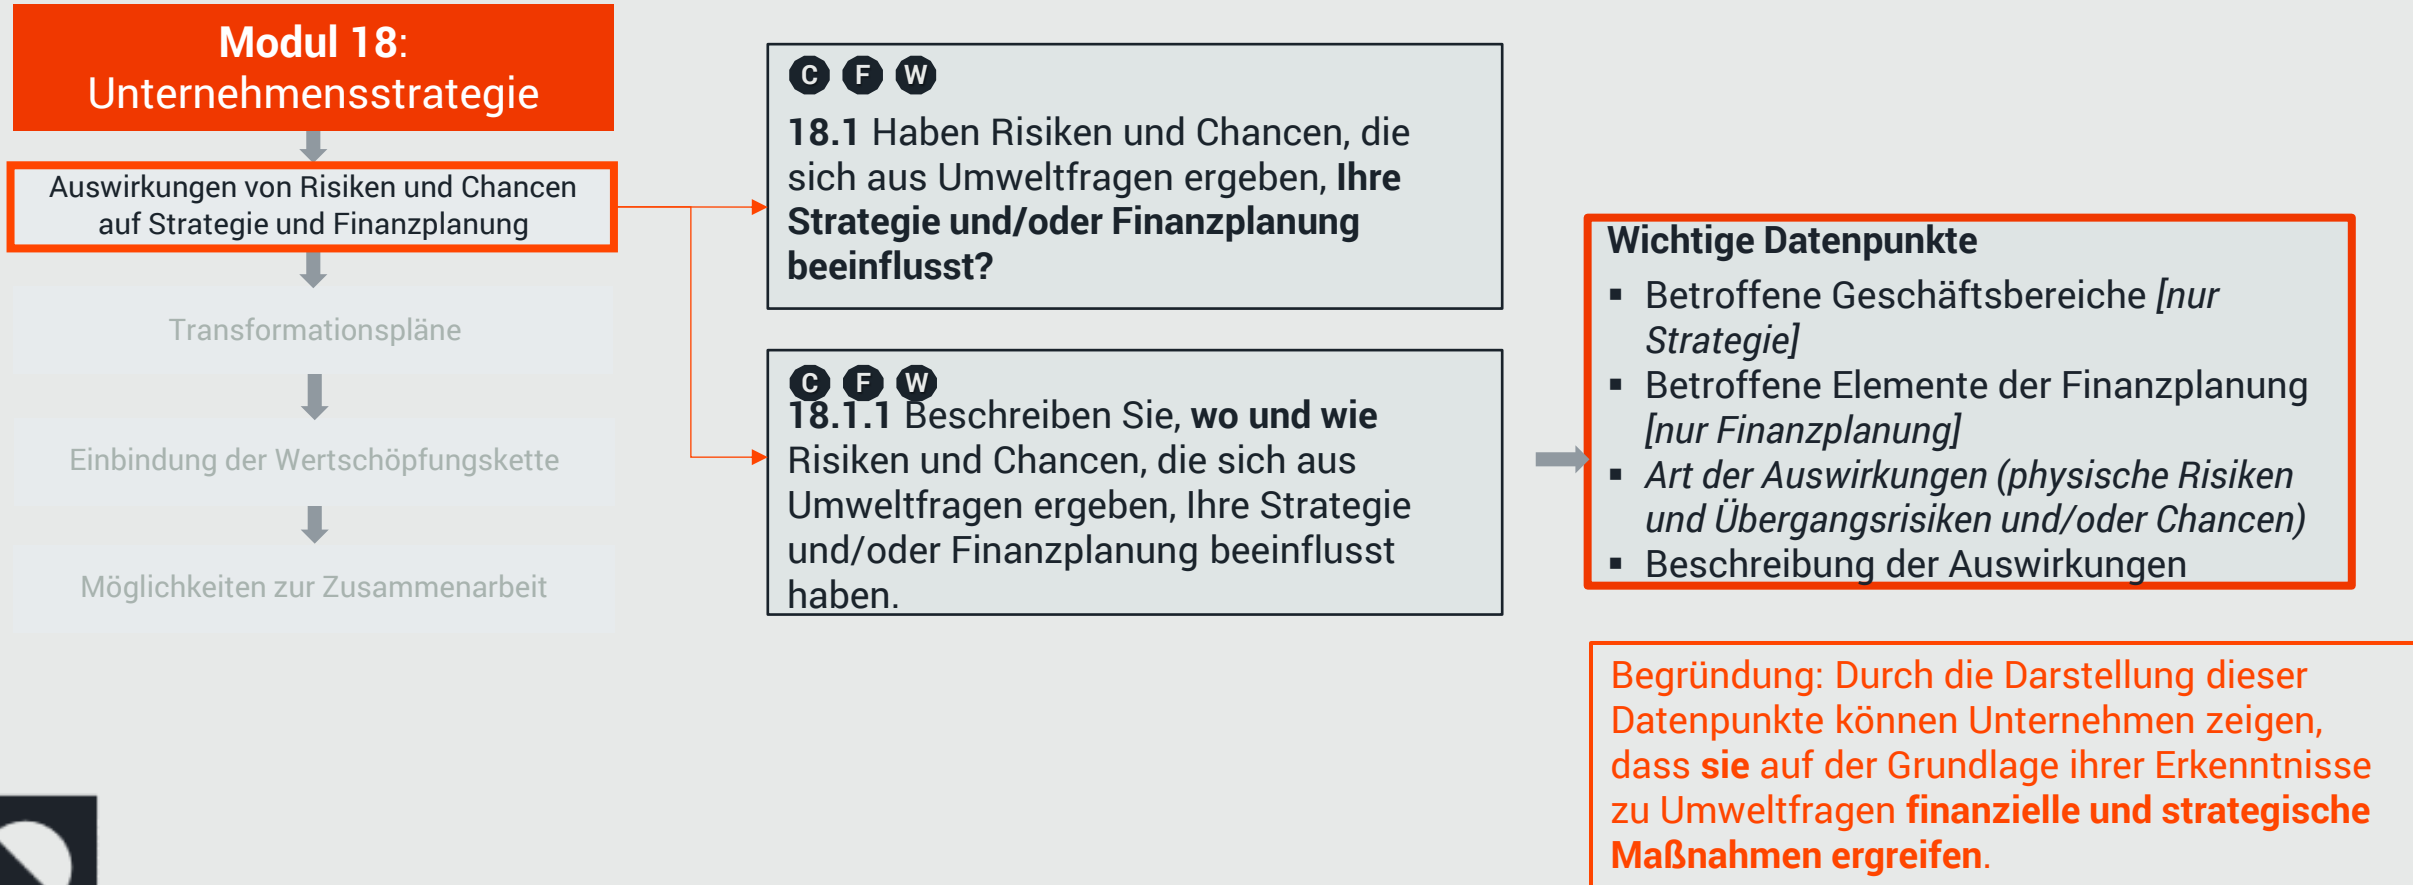 Modul 18:
Unternehmensstrategie
Auswirkungen von Risiken und Chancen
auf Strategie und Finanzplanung
Transformationspläne
Einbindung der Wertschöpfungskette
Möglichkeiten zur Zusammenarbeit
C F W
18.1 Haben Risiken und Chancen, die
sich aus Umweltfragen ergeben, Ihre
Strategie und/oder Finanzplanung
beeinflusst?
C F W
18.1.1 Beschreiben Sie, wo und wie
Risiken und Chancen, die sich aus
Umweltfragen ergeben, Ihre Strategie
und/oder Finanzplanung beeinflusst
haben.
Wichtige Datenpunkte
▪ Betroffene Geschäftsbereiche [nur
Strategie]
▪ Betroffene Elemente der Finanzplanung
[nur Finanzplanung]
▪ Art der Auswirkungen (physische Risiken
und Übergangsrisiken und/oder Chancen)
▪ Beschreibung der Auswirkungen
Begründung: Durch die Darstellung dieser
Datenpunkte können Unternehmen zeigen,
dass sie auf der Grundlage ihrer Erkenntnisse
zu Umweltfragen finanzielle und strategische
Maßnahmen ergreifen.